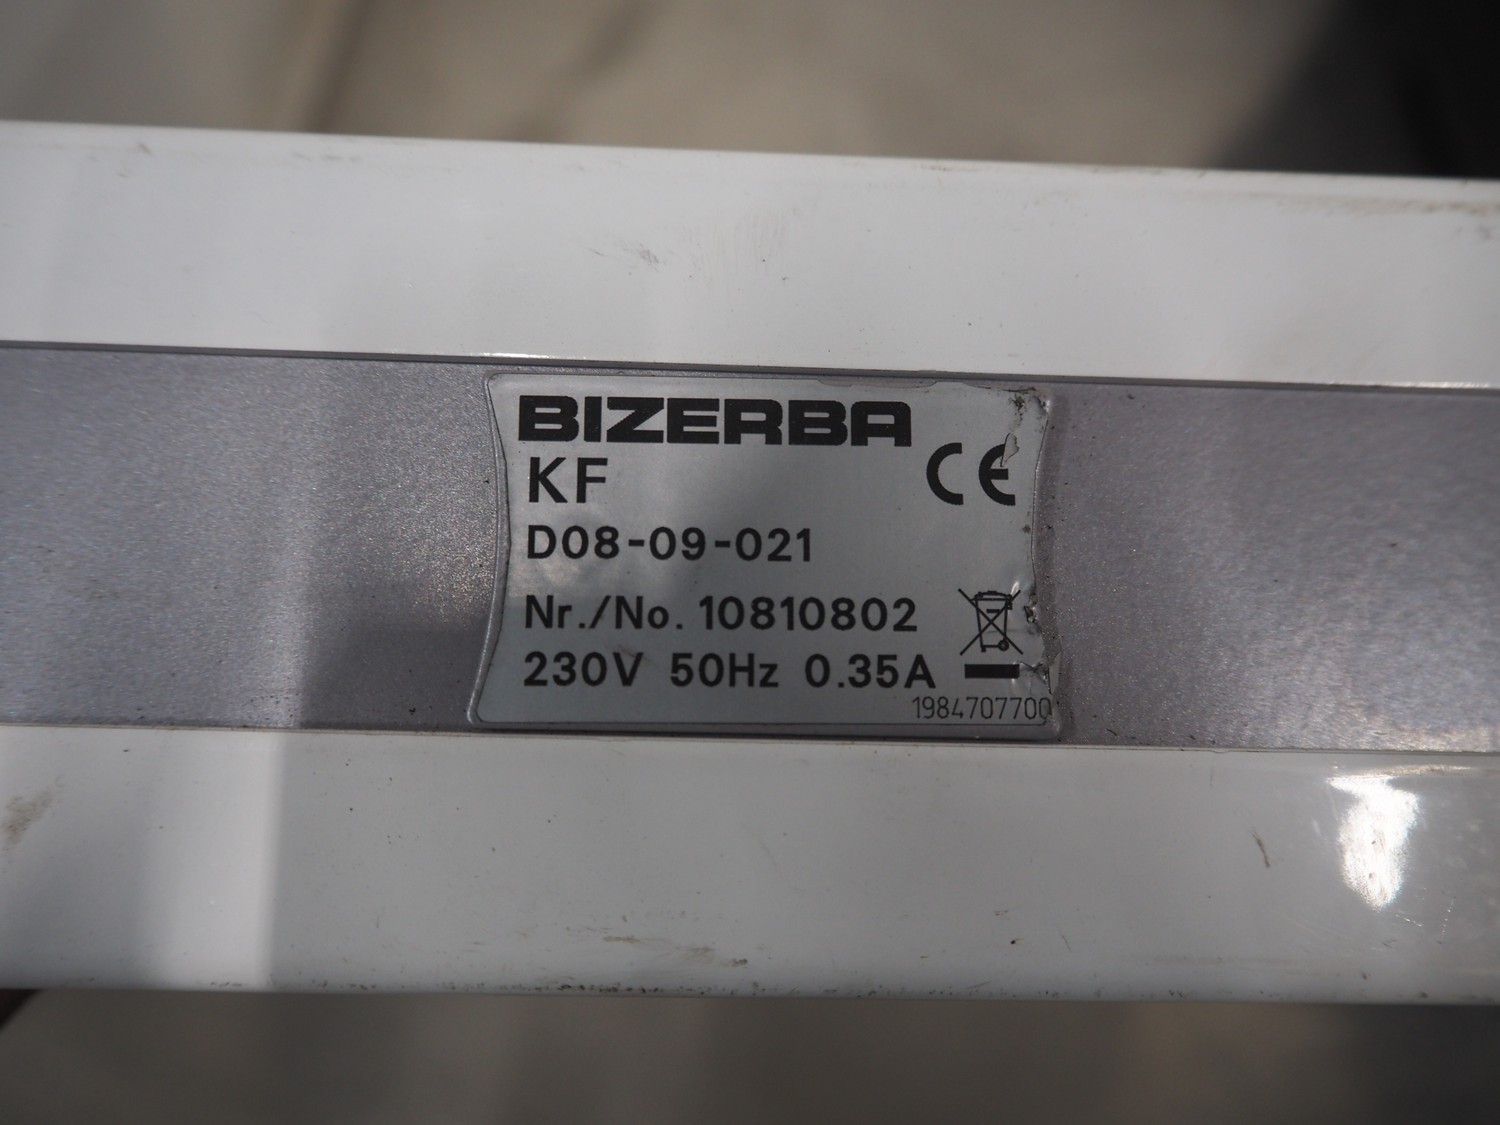 BIZERBA
KF
CE
D08-09-021
Nr./No. 10810802
230V 50Hz 0.35A
1984707700